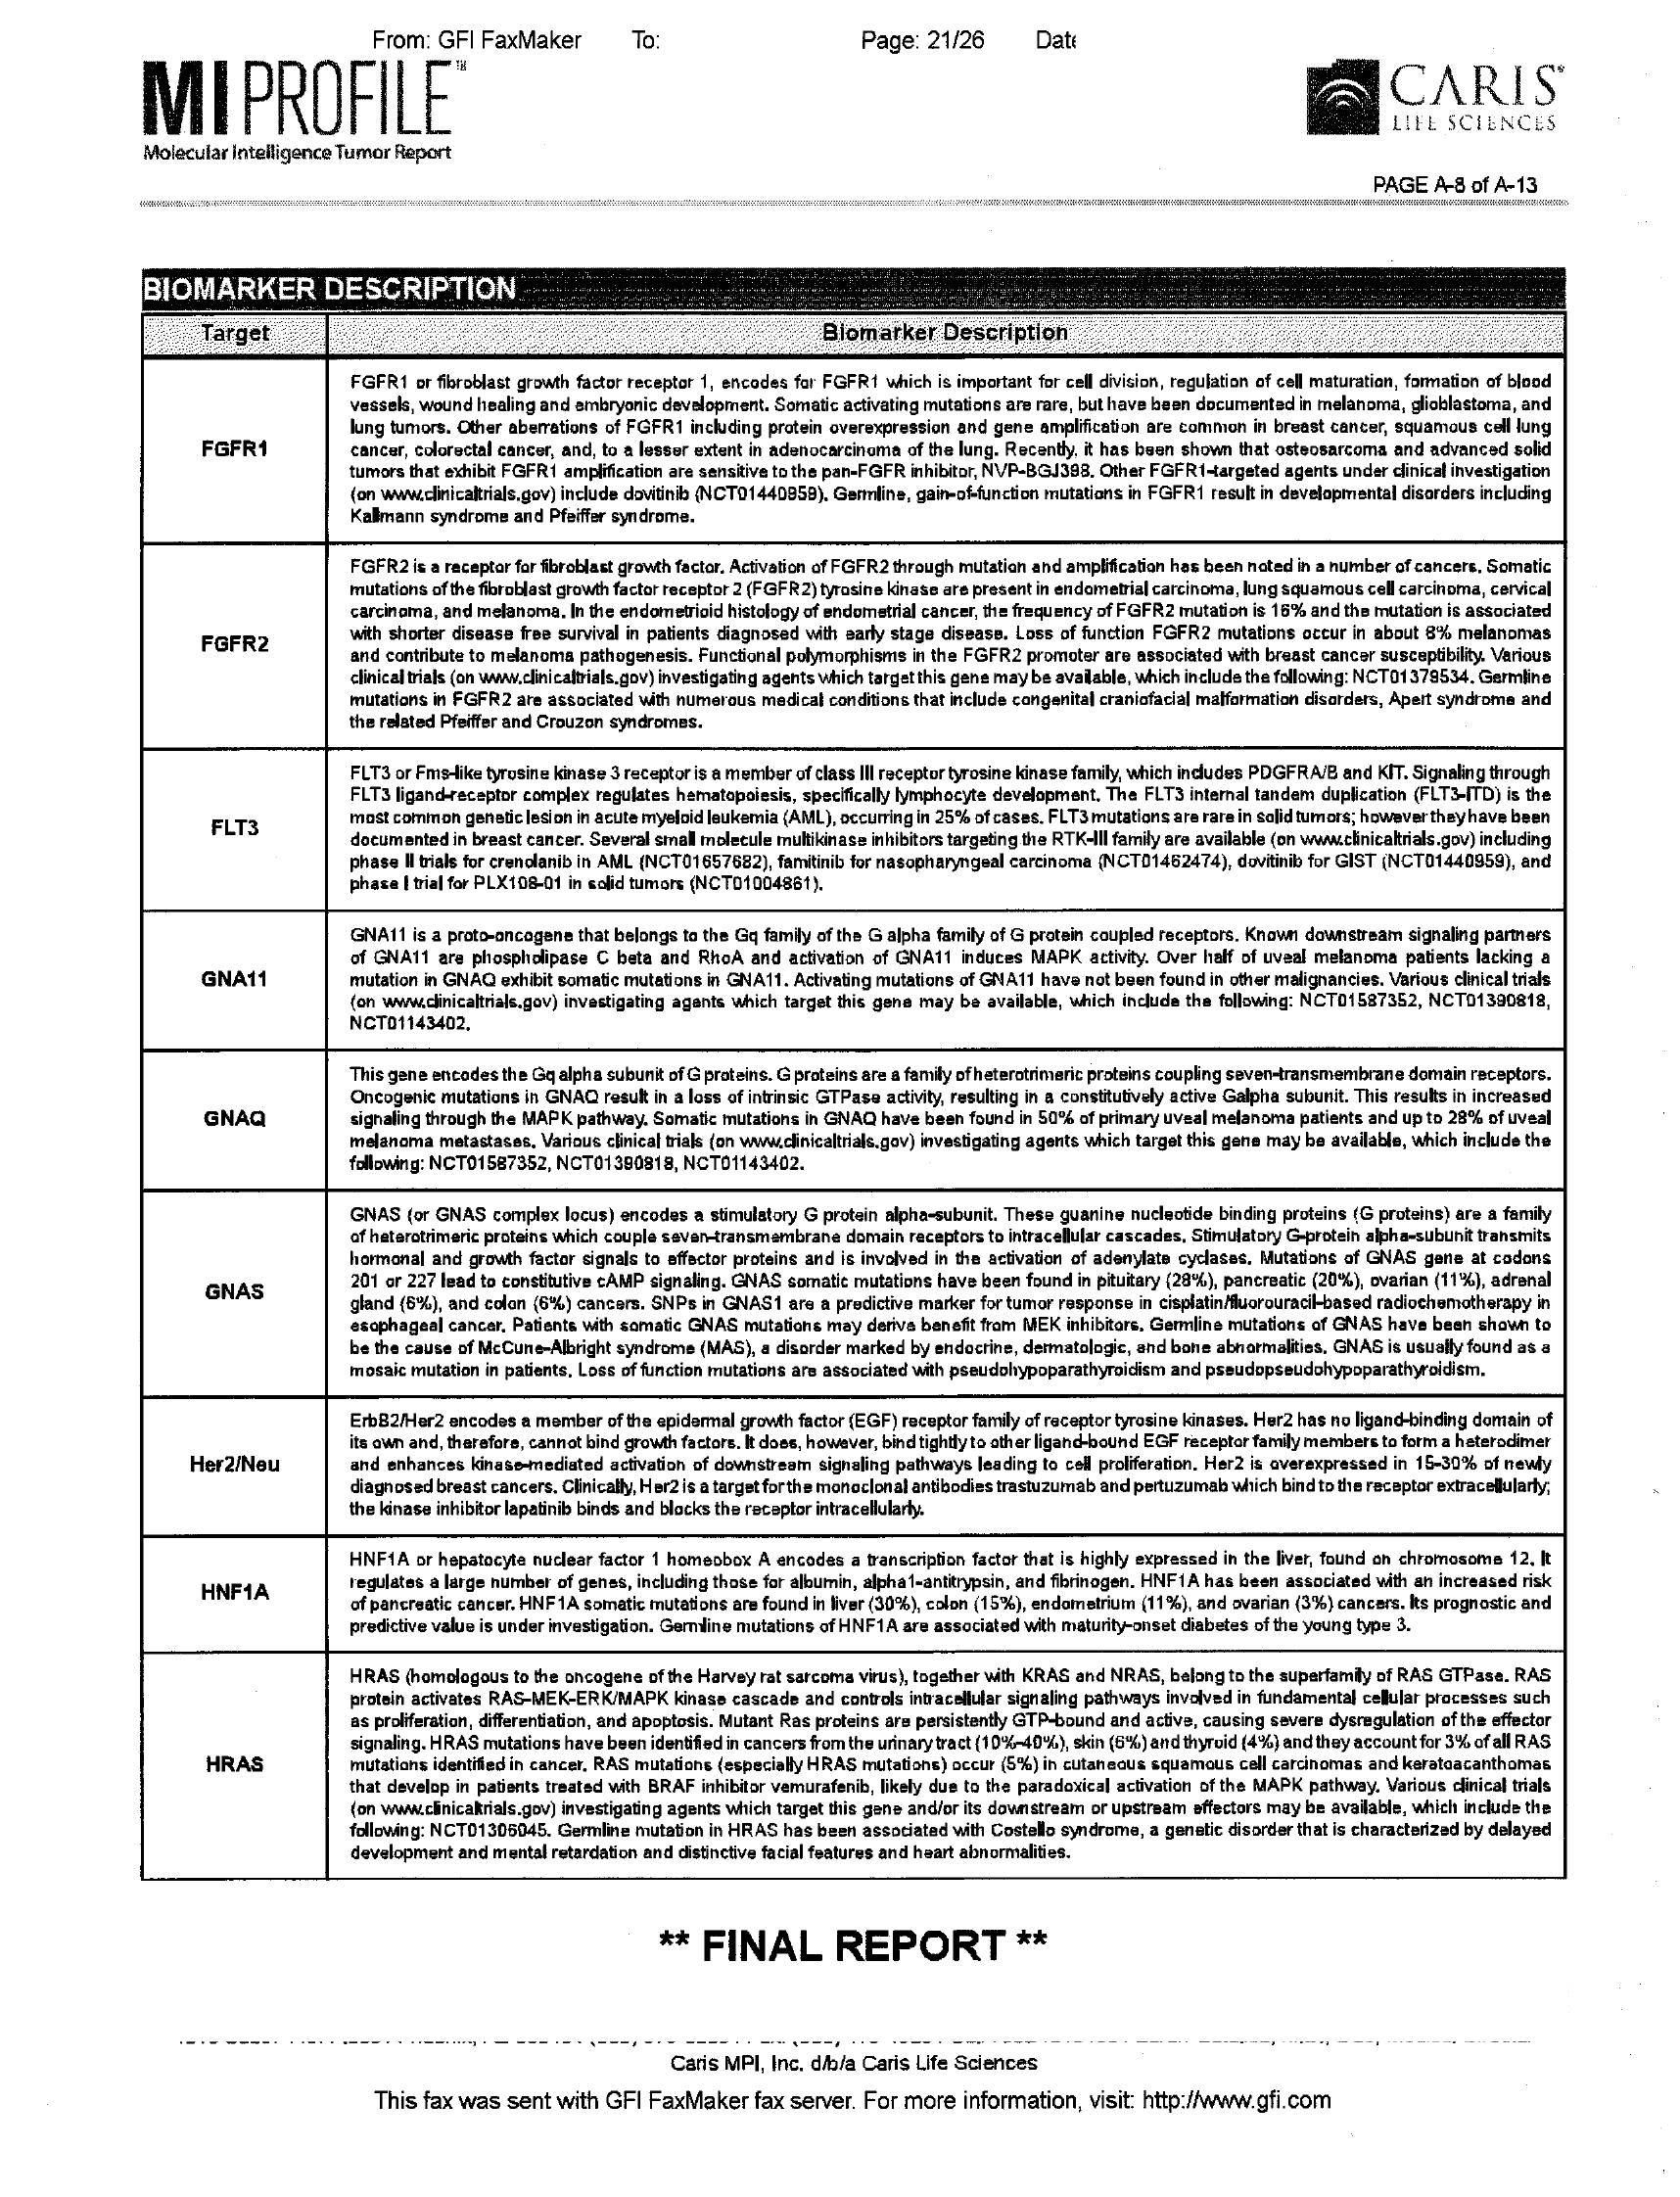 From: GFI FaxMaker To: Page: 21/26 Date
MI PROFILE™
Molecular Intelligence Tumor Report
CARIS®
LIFE SCIENCES
PAGE A-8 of A-13
BIOMARKER DESCRIPTION
Target Biomarker Description
FGFR1
FGFR1 or fibroblast growth factor receptor 1, encodes for FGFR1 which is important for cell division, regulation of cell maturation, formation of blood
vessels, wound healing and embryonic development. Somatic activating mutations are rare, but have been documented in melanoma, glioblastoma, and
lung tumors. Other aberrations of FGFR1 including protein overexpression and gene amplification are common in breast cancer, squamous cell lung
cancer, colorectal cancer, and, to a lesser extent in adenocarcinoma of the lung. Recently, it has been shown that osteosarcoma and advanced solid
tumors that exhibit FGFR1 amplification are sensitive to the pan-FGFR inhibitor, NVP-BGJ398. Other FGFR1-targeted agents under clinical investigation
(on www.clinicaltrials.gov) include dovitinib (NCT01440959). Germline, gain-of-function mutations in FGFR1 result in developmental disorders including
Kallmann syndrome and Pfeiffer syndrome.
FGFR2
FGFR2 is a receptor for fibroblast growth factor. Activation of FGFR2 through mutation and amplification has been noted in a number of cancers. Somatic
mutations of the fibroblast growth factor receptor 2 (FGFR2) tyrosine kinase are present in endometrial carcinoma, lung squamous cell carcinoma, cervical
carcinoma, and melanoma. In the endometrioid histology of endometrial cancer, the frequency of FGFR2 mutation is 16% and the mutation is associated
with shorter disease free survival in patients diagnosed with early stage disease. Loss of function FGFR2 mutations occur in about 8% melanomas
and contribute to melanoma pathogenesis. Functional polymorphisms in the FGFR2 promoter are associated with breast cancer susceptibility. Various
clinical trials (on www.clinicaltrials.gov) investigating agents which target this gene may be available, which include the following: NCT01379534. Germline
mutations in FGFR2 are associated with numerous medical conditions that include congenital craniofacial malformation disorders, Apert syndrome and
the related Pfeiffer and Crouzon syndromes.
FLT3
FLT3 or Fms-like tyrosine kinase 3 receptor is a member of class III receptor tyrosine kinase family, which includes PDGFRA/B and KIT. Signaling through
FLT3 ligand-receptor complex regulates hematopoiesis, specifically lymphocyte development. The FLT3 internal tandem duplication (FLT3-ITD) is the
most common genetic lesion in acute myeloid leukemia (AML), occurring in 25% of cases. FLT3 mutations are rare in solid tumors; however they have been
documented in breast cancer. Several small molecule multikinase inhibitors targeting the RTK-III family are available (on www.clinicaltrials.gov) including
phase II trials for crenolanib in AML (NCT01657682), famitinib for nasopharyngeal carcinoma (NCT01462474), dovitinib for GIST (NCT01440959), and
phase I trial for PLX108-01 in solid tumors (NCT01004861).
GNA11
GNA11 is a proto-oncogene that belongs to the Gq family of the G alpha family of G protein coupled receptors. Known downstream signaling partners
of GNA11 are phospholipase C beta and RhoA and activation of GNA11 induces MAPK activity. Over half of uveal melanoma patients lacking a
mutation in GNAQ exhibit somatic mutations in GNA11. Activating mutations of GNA11 have not been found in other malignancies. Various clinical trials
(on www.clinicaltrials.gov) investigating agents which target this gene may be available, which include the following: NCT01587352, NCT01390818,
NCT01143402.
GNAQ
This gene encodes the Gq alpha subunit of G proteins. G proteins are a family of heterotrimeric proteins coupling seven-transmembrane domain receptors.
Oncogenic mutations in GNAQ result in a loss of intrinsic GTPase activity, resulting in a constitutively active Galpha subunit. This results in increased
signaling through the MAPK pathway. Somatic mutations in GNAQ have been found in 50% of primary uveal melanoma patients and up to 28% of uveal
melanoma metastases. Various clinical trials (on www.clinicaltrials.gov) investigating agents which target this gene may be available, which include the
following: NCT01587352, NCT01390818, NCT01143402.
GNAS
GNAS (or GNAS complex locus) encodes a stimulatory G protein alpha-subunit. These guanine nucleotide binding proteins (G proteins) are a family
of heterotrimeric proteins which couple seven-transmembrane domain receptors to intracellular cascades. Stimulatory G-protein alpha-subunit transmits
hormonal and growth factor signals to effector proteins and is involved in the activation of adenylate cyclases. Mutations of GNAS gene at codons
201 or 227 lead to constitutive cAMP signaling. GNAS somatic mutations have been found in pituitary (28%), pancreatic (20%), ovarian (11%), adrenal
gland (6%), and colon (6%) cancers. SNPs in GNAS1 are a predictive marker for tumor response in cisplatin/fluorouracil-based radiochemotherapy in
esophageal cancer. Patients with somatic GNAS mutations may derive benefit from MEK inhibitors. Germline mutations of GNAS have been shown to
be the cause of McCune-Albright syndrome (MAS), a disorder marked by endocrine, dermatologic, and bone abnormalities. GNAS is usually found as a
mosaic mutation in patients. Loss of function mutations are associated with pseudohypoparathyroidism and pseudopseudohypoparathyroidism.
Her2/Neu
ErbB2/Her2 encodes a member of the epidermal growth factor (EGF) receptor family of receptor tyrosine kinases. Her2 has no ligand-binding domain of
its own and, therefore, cannot bind growth factors. It does, however, bind tightly to other ligand-bound EGF receptor family members to form a heterodimer
and enhances kinase-mediated activation of downstream signaling pathways leading to cell proliferation. Her2 is overexpressed in 15-30% of newly
diagnosed breast cancers. Clinically, Her2 is a target for the monoclonal antibodies trastuzumab and pertuzumab which bind to the receptor extracellularly;
the kinase inhibitor lapatinib binds and blocks the receptor intracellularly.
HNF1A
HNF1A or hepatocyte nuclear factor 1 homeobox A encodes a transcription factor that is highly expressed in the liver, found on chromosome 12. It
regulates a large number of genes, including those for albumin, alpha1-antitrypsin, and fibrinogen. HNF1A has been associated with an increased risk
of pancreatic cancer. HNF1A somatic mutations are found in liver (30%), colon (15%), endometrium (11%), and ovarian (3%) cancers. Its prognostic and
predictive value is under investigation. Germline mutations of HNF1A are associated with maturity-onset diabetes of the young type 3.
HRAS
HRAS (homologous to the oncogene of the Harvey rat sarcoma virus), together with KRAS and NRAS, belong to the superfamily of RAS GTPase. RAS
protein activates RAS-MEK-ERK/MAPK kinase cascade and controls intracellular signaling pathways involved in fundamental cellular processes such
as proliferation, differentiation, and apoptosis. Mutant Ras proteins are persistently GTP-bound and active, causing severe dysregulation of the effector
signaling. HRAS mutations have been identified in cancers from the urinary tract (10%-40%), skin (6%) and thyroid (4%) and they account for 3% of all RAS
mutations identified in cancer. RAS mutations (especially HRAS mutations) occur (5%) in cutaneous squamous cell carcinomas and keratoacanthomas
that develop in patients treated with BRAF inhibitor vemurafenib, likely due to the paradoxical activation of the MAPK pathway. Various clinical trials
(on www.clinicaltrials.gov) investigating agents which target this gene and/or its downstream or upstream effectors may be available, which include the
following: NCT01306045. Germline mutation in HRAS has been associated with Costello syndrome, a genetic disorder that is characterized by delayed
development and mental retardation and distinctive facial features and heart abnormalities.
** FINAL REPORT **
Caris MPI, Inc. d/b/a Caris Life Sciences
This fax was sent with GFI FaxMaker fax server. For more information, visit: http://www.gfi.com